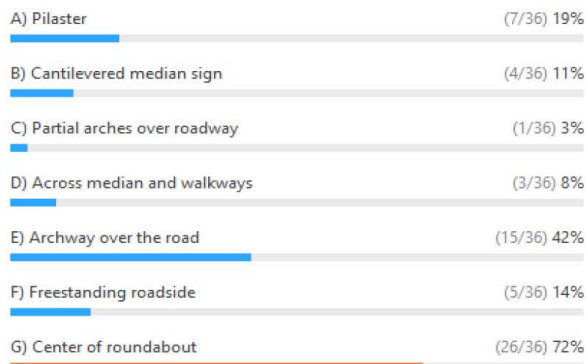 A) Pilaster (7/36) 19%
B) Cantilevered median sign (4/36) 11%
C) Partial arches over roadway (1/36) 3%
D) Across median and walkways (3/36) 8%
E) Archway over the road (15/36) 42%
F) Freestanding roadside (5/36) 14%
G) Center of roundabout (26/36) 72%